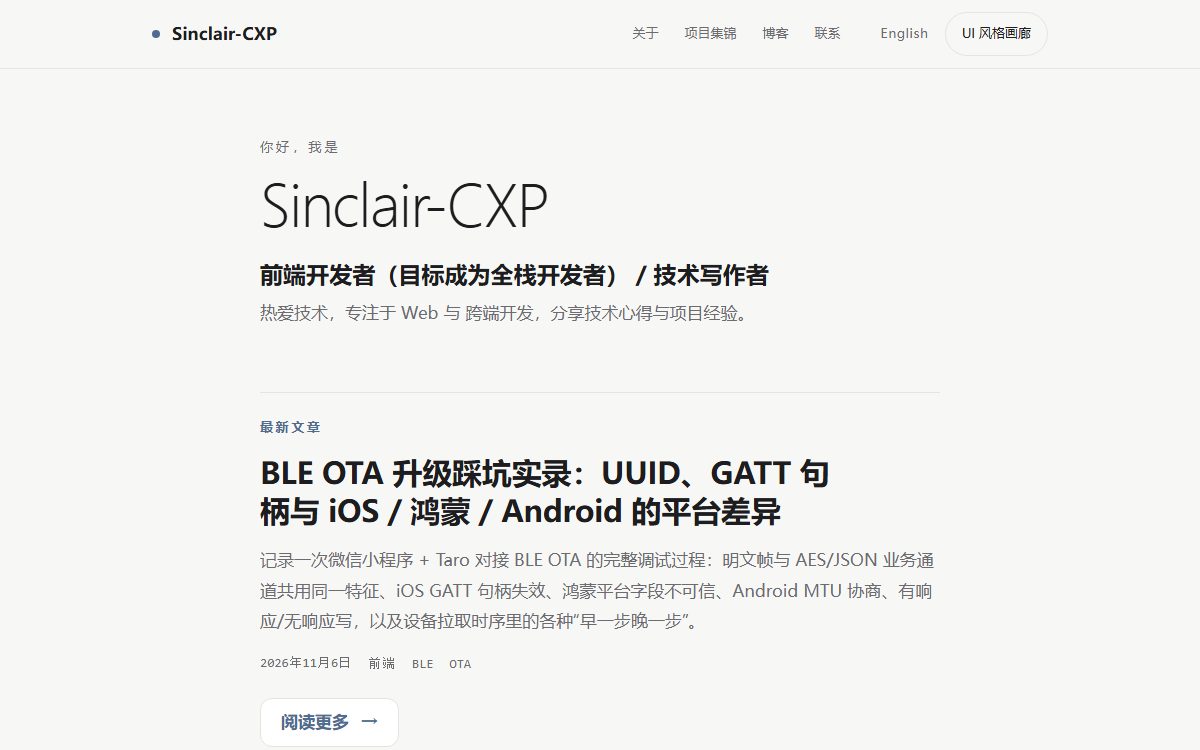 Sinclair-CXP
关于 项目集锦 博客 联系 English UI 风格画廊
你好，我是
Sinclair-CXP
前端开发者（目标成为全栈开发者） / 技术写作者
热爱技术，专注于 Web 与 跨端开发，分享技术心得与项目经验。
最新文章
BLE OTA 升级踩坑实录：UUID、GATT 句
柄与 iOS / 鸿蒙 / Android 的平台差异
记录一次微信小程序 + Taro 对接 BLE OTA 的完整调试过程：明文帧与 AES/JSON 业务通
道共用同一特征、iOS GATT 句柄失效、鸿蒙平台字段不可信、Android MTU 协商、有响
应/无响应写，以及设备拉取时序里的各种“早一步晚一步”。
2026年11月6日 前端 BLE OTA
阅读更多 →